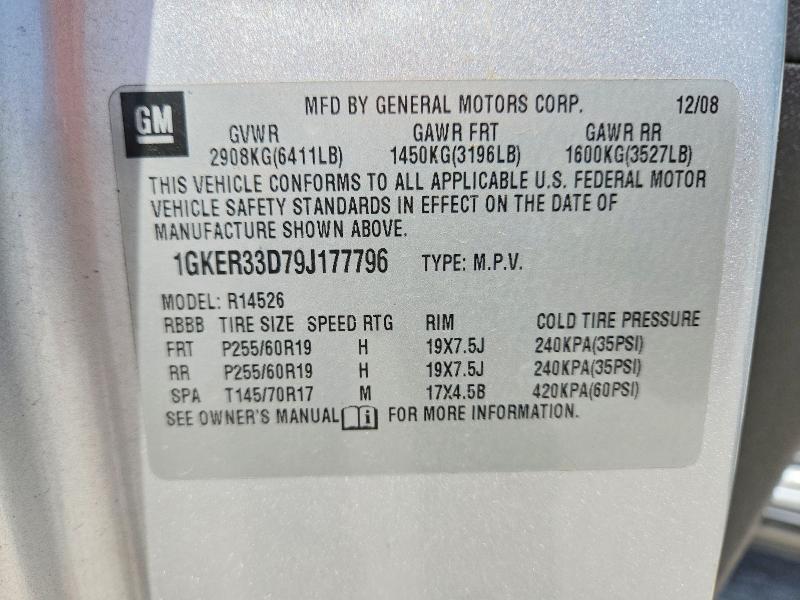 GM MFD BY GENERAL MOTORS CORP. 12/08
GVWR GAWR FRT GAWR RR
2908KG(6411LB) 1450KG(3196LB) 1600KG(3527LB)
THIS VEHICLE CONFORMS TO ALL APPLICABLE U.S. FEDERAL MOTOR
VEHICLE SAFETY STANDARDS IN EFFECT ON THE DATE OF
MANUFACTURE SHOWN ABOVE.
1GKER33D79J177796 TYPE: M.P.V.
MODEL: R14526
RBBB TIRE SIZE SPEED RTG RIM COLD TIRE PRESSURE
FRT P255/60R19 H 19X7.5J 240KPA(35PSI)
RR P255/60R19 H 19X7.5J 240KPA(35PSI)
SPA T145/70R17 M 17X4.5B 420KPA(60PSI)
SEE OWNER'S MANUAL i FOR MORE INFORMATION.